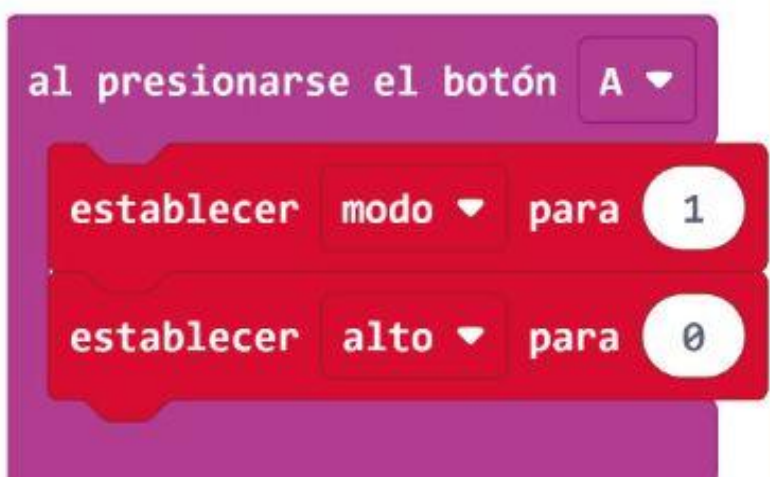 al presionarse el botón A
establecer modo para 1
establecer alto para 0